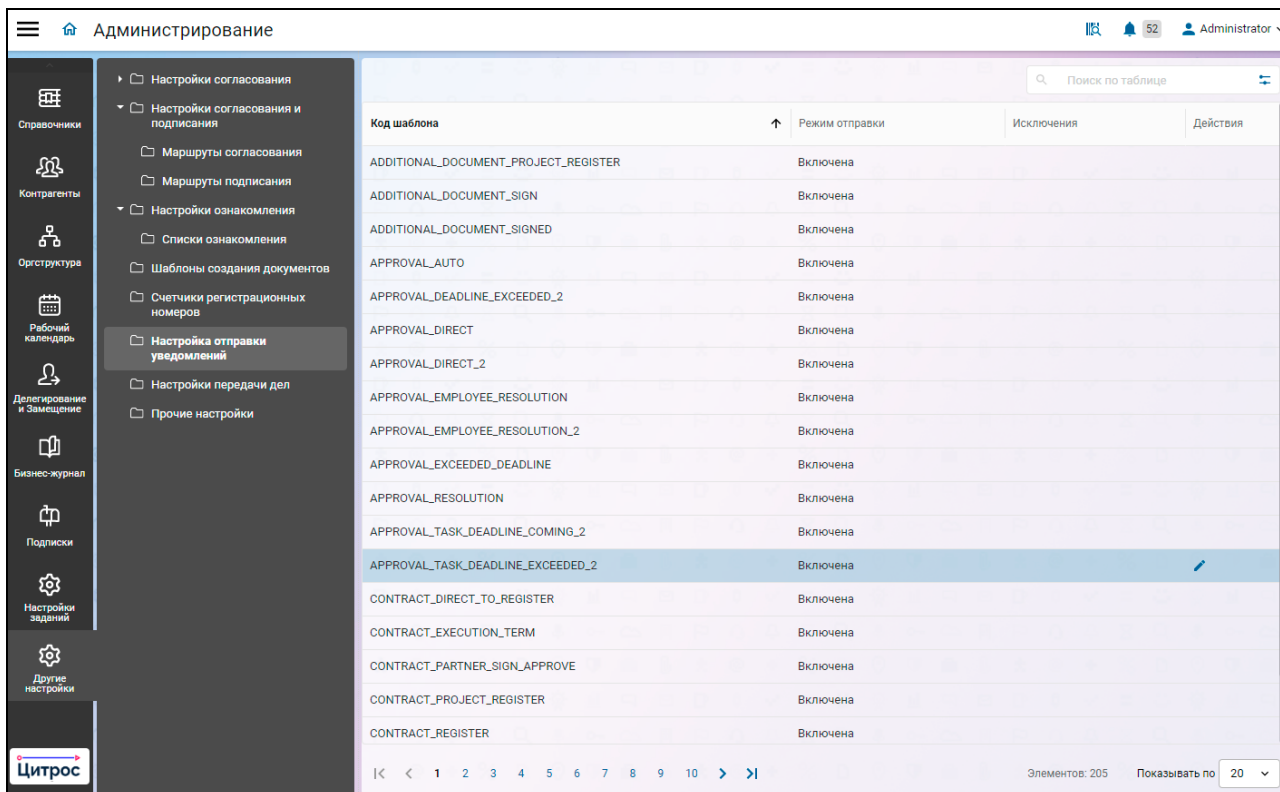 Администрирование
52
Administrator
Справочники
Контрагенты
Оргструктура
Рабочий
календарь
Делегирование
и Замещение
Бизнес-журнал
Подписки
Настройки
заданий
Другие
настройки
Цитрос
Настройки согласования
Настройки согласования и
подписания
Маршруты согласования
Маршруты подписания
Настройки ознакомления
Списки ознакомления
Шаблоны создания документов
Счетчики регистрационных
номеров
Настройка отправки
уведомлений
Настройки передачи дел
Прочие настройки
Поиск по таблице
Код шаблона Режим отправки Исключения Действия
ADDITIONAL_DOCUMENT_PROJECT_REGISTER Включена
ADDITIONAL_DOCUMENT_SIGN Включена
ADDITIONAL_DOCUMENT_SIGNED Включена
APPROVAL_AUTO Включена
APPROVAL_DEADLINE_EXCEEDED_2 Включена
APPROVAL_DIRECT Включена
APPROVAL_DIRECT_2 Включена
APPROVAL_EMPLOYEE_RESOLUTION Включена
APPROVAL_EMPLOYEE_RESOLUTION_2 Включена
APPROVAL_EXCEEDED_DEADLINE Включена
APPROVAL_RESOLUTION Включена
APPROVAL_TASK_DEADLINE_COMING_2 Включена
APPROVAL_TASK_DEADLINE_EXCEEDED_2 Включена
CONTRACT_DIRECT_TO_REGISTER Включена
CONTRACT_EXECUTION_TERM Включена
CONTRACT_PARTNER_SIGN_APPROVE Включена
CONTRACT_PROJECT_REGISTER Включена
CONTRACT_REGISTER Включена
1 2 3 4 5 6 7 8 9 10 Элементов: 205 Показывать по 20